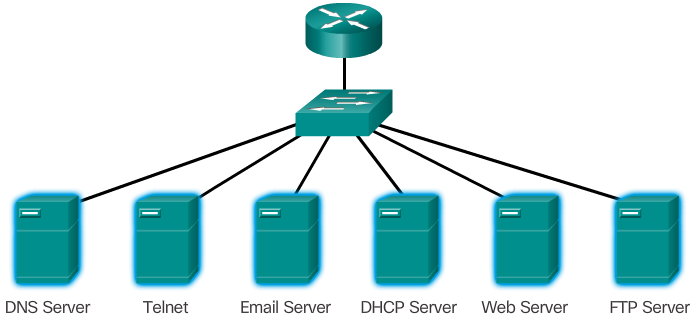 DNS Server
Telnet
Email Server
DHCP Server
Web Server
FTP Server